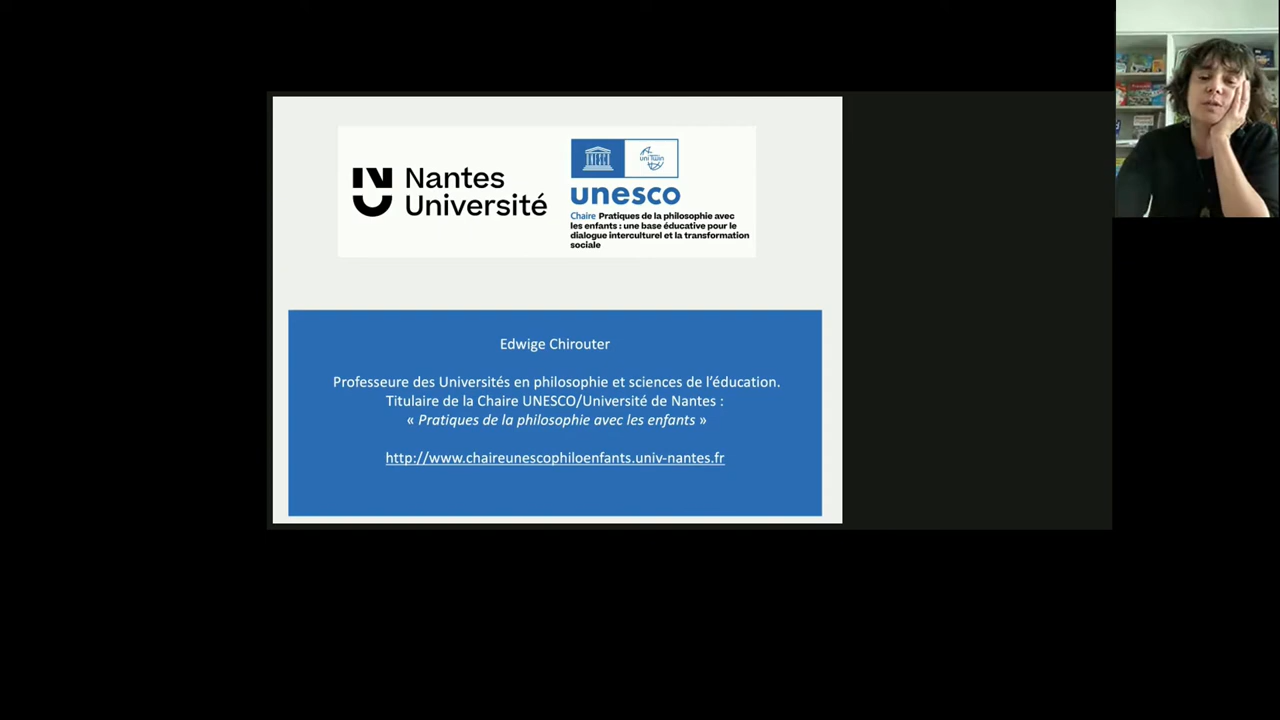 Nantes
Université
uni Twin
unesco
Chaire Pratiques de la philosophie avec
les enfants : une base éducative pour le
dialogue interculturel et la transformation
sociale
Edwige Chirouter
Professeure des Universités en philosophie et sciences de l’éducation.
Titulaire de la Chaire UNESCO/Université de Nantes :
« Pratiques de la philosophie avec les enfants »
http://www.chaireunescophiloenfants.univ-nantes.fr